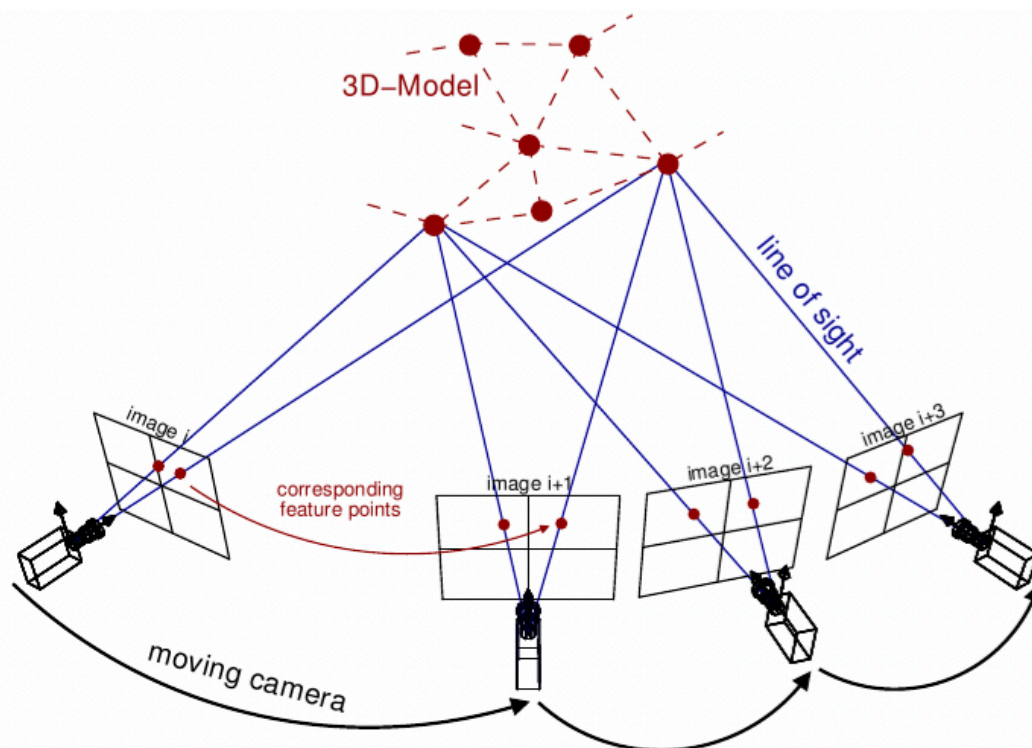 3D-Model
line of sight
image i
image i+1
image i+2
image i+3
corresponding
feature points
moving camera